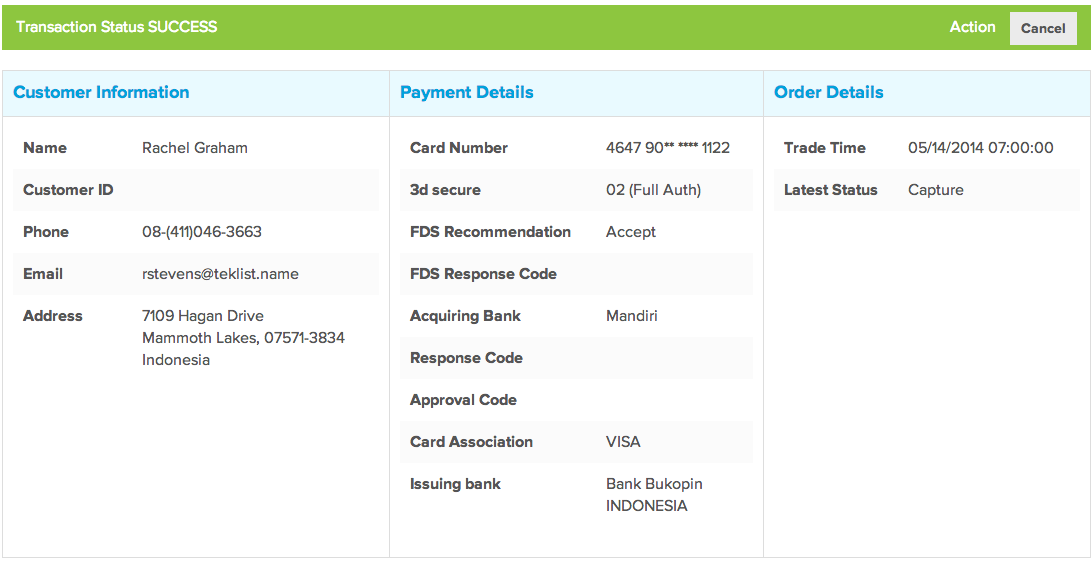 Transaction Status SUCCESS
Action Cancel
Customer Information
Name Rachel Graham
Customer ID
Phone 08-(411)046-3663
Email rstevens@teklist.name
Address 7109 Hagan Drive
Mammoth Lakes, 07571-3834
Indonesia
Payment Details
Card Number 4647 90** **** 1122
3d secure 02 (Full Auth)
FDS Recommendation Accept
FDS Response Code
Acquiring Bank Mandiri
Response Code
Approval Code
Card Association VISA
Issuing bank Bank Bukopin
INDONESIA
Order Details
Trade Time 05/14/2014 07:00:00
Latest Status Capture